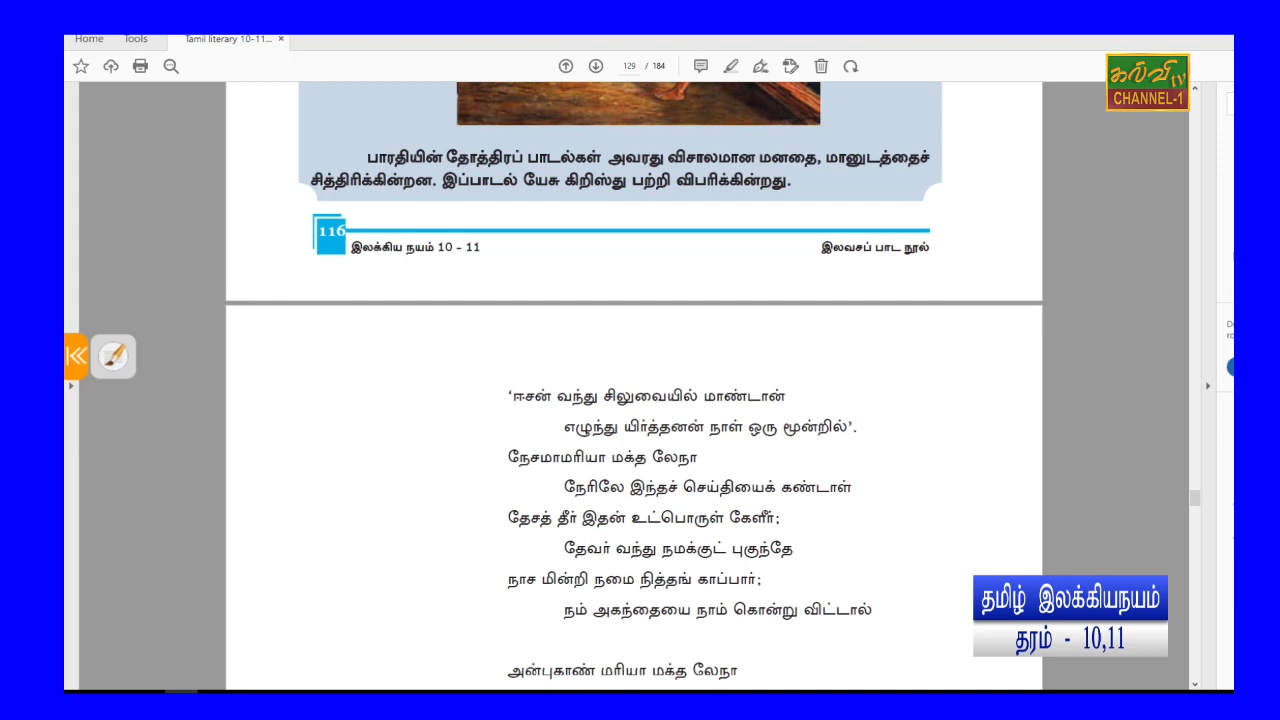 Home Tools Tamil literary 10-11... ×
129 / 184
கல்வி tv
CHANNEL-1
பாரதியின் தோத்திரப் பாடல்கள் அவரது விசாலமான மனதை, மானுடத்தைச்
சித்திரிக்கின்றன. இப்பாடல் யேசு கிறிஸ்து பற்றி விபரிக்கின்றது.
116
இலக்கிய நயம் 10 - 11 இலவசப் பாட நூல்
‘ஈசன் வந்து சிலுவையில் மாண்டான்
எழுந்து யிர்த்தனன் நாள் ஒரு மூன்றில்’.
நேசமாமரியா மக்த லேநா
நேரிலே இந்தச் செய்தியைக் கண்டாள்
தேசத் தீர் இதன் உட்பொருள் கேளீர்;
தேவர் வந்து நமக்குட் புகுந்தே
நாச மின்றி நமை நித்தங் காப்பார்;
நம் அகந்தையை நாம் கொன்று விட்டால்
அன்புகாண் மரியா மக்த லேநா
தமிழ் இலக்கியநயம்
தரம் - 10,11